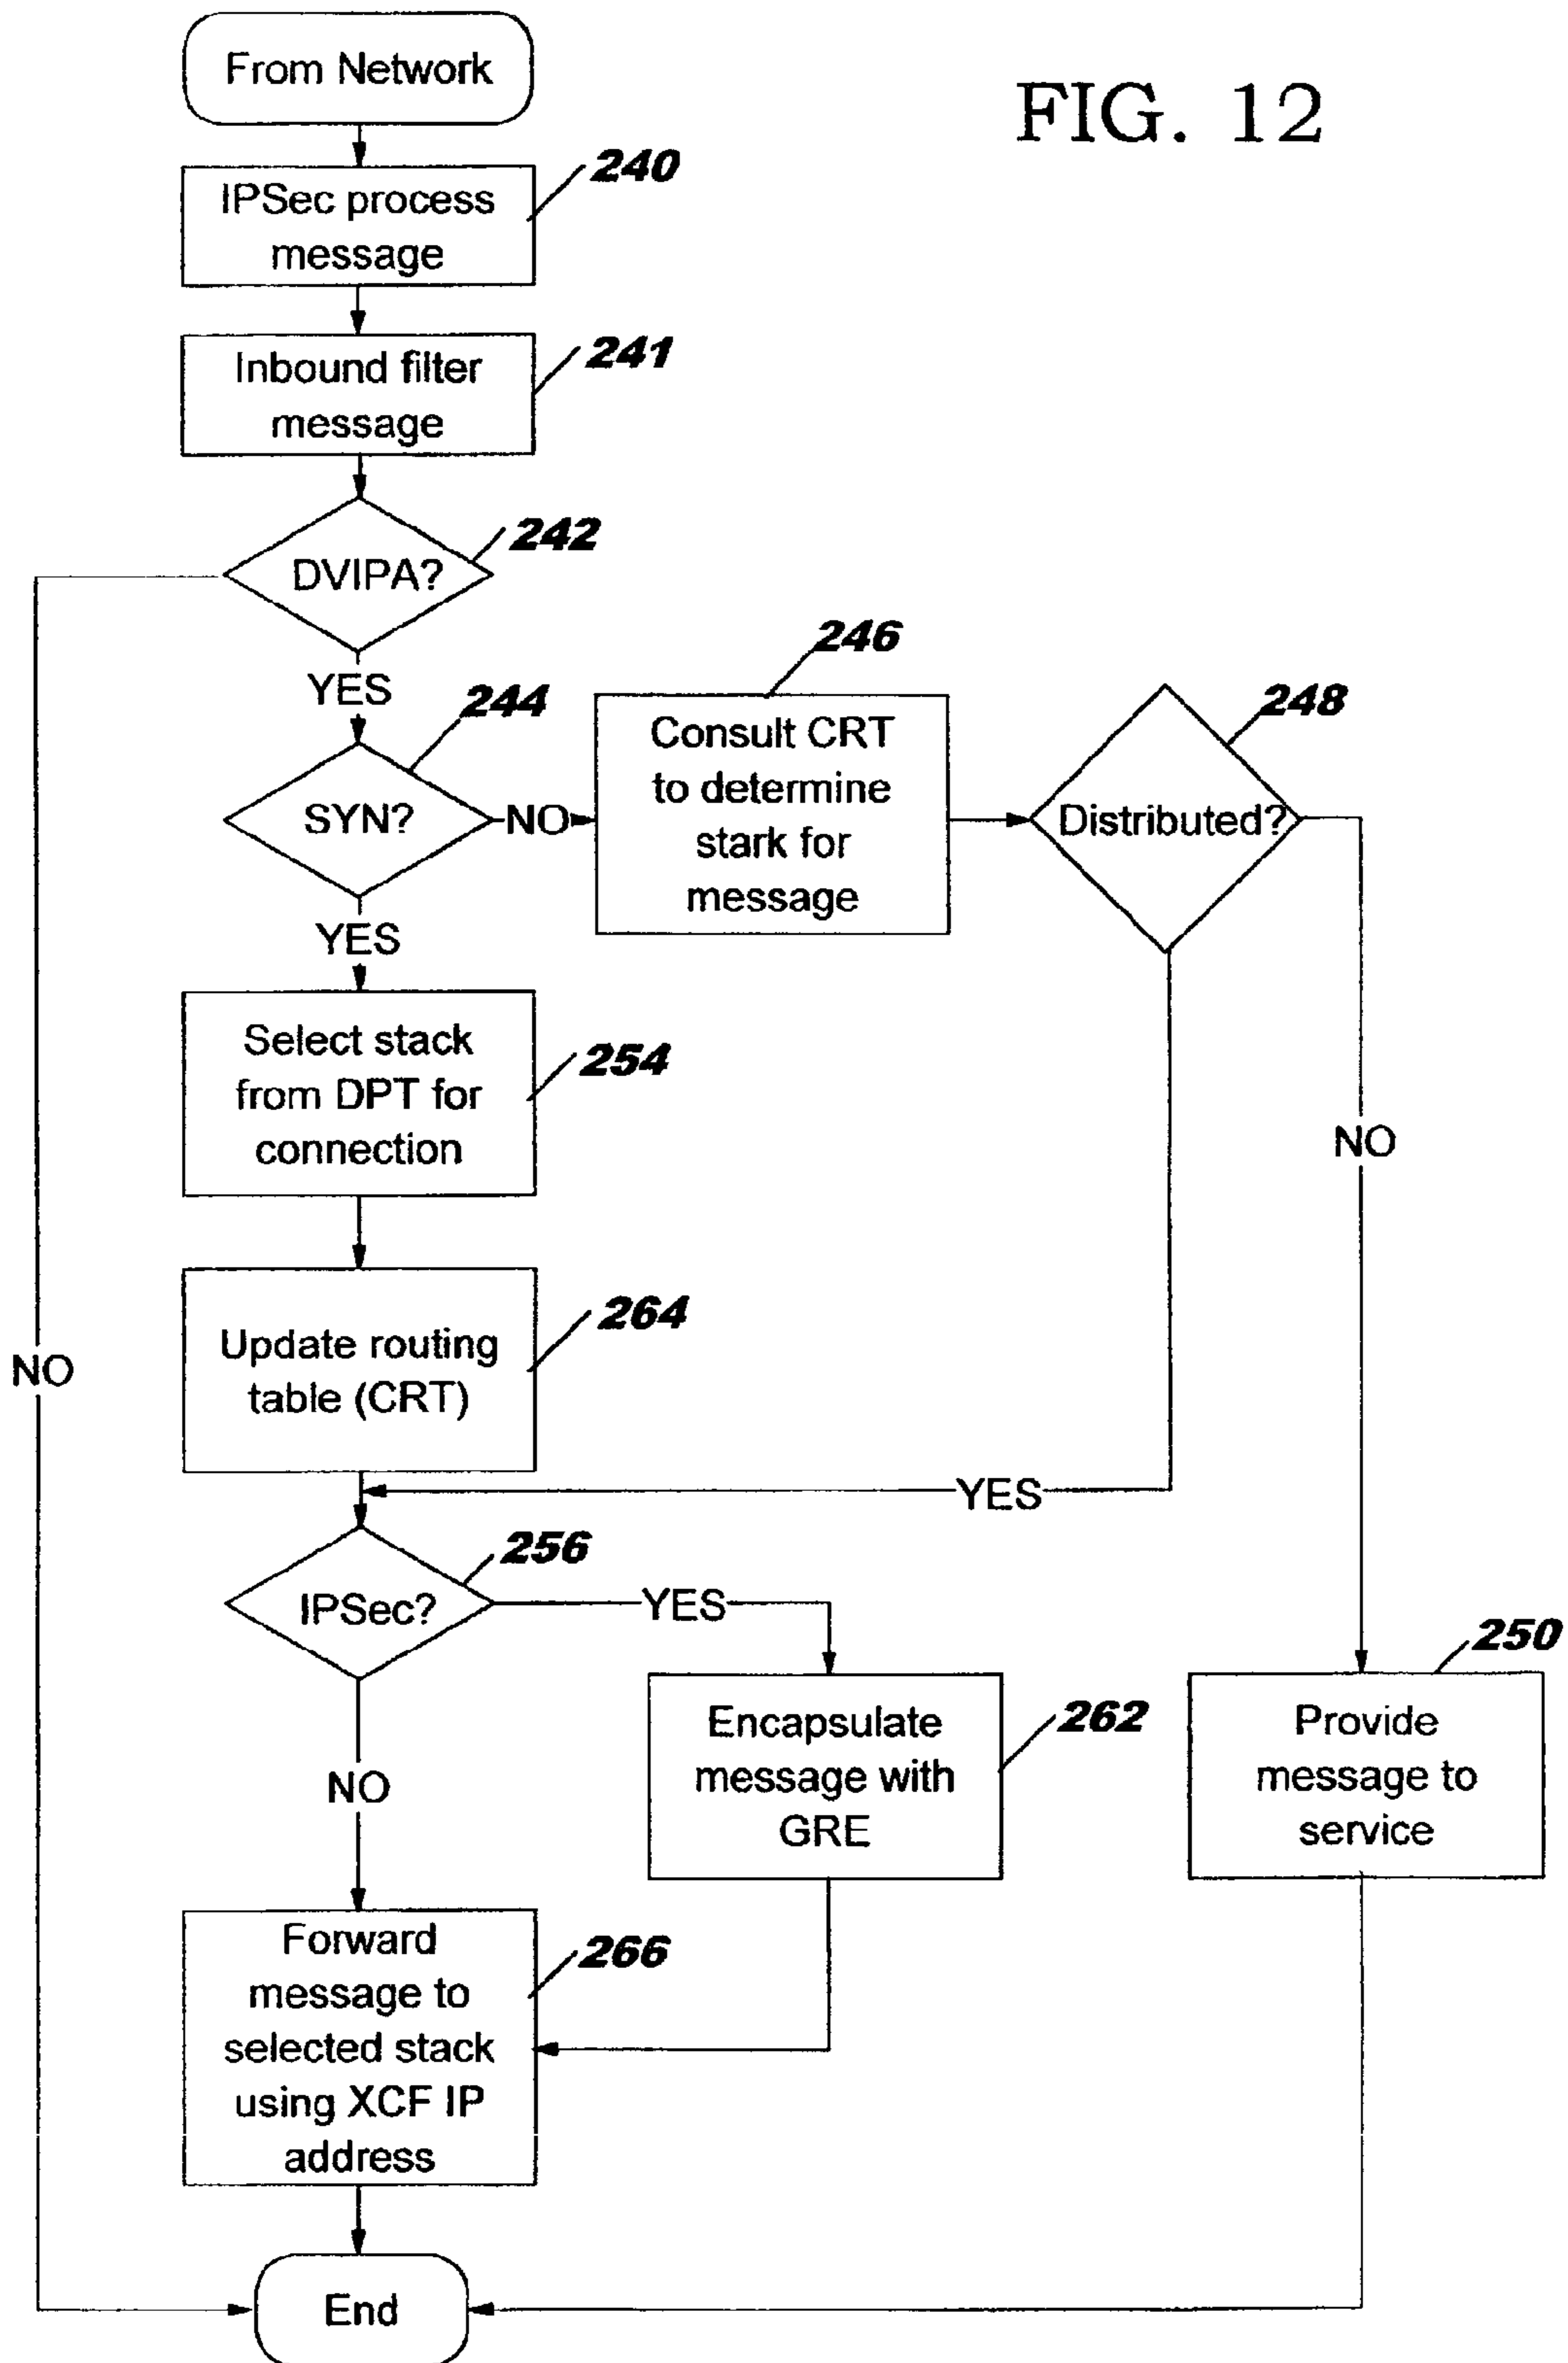 From Network
FIG. 12
240
IPSec process
message
241
Inbound filter
message
242
DVIPA?
YES
244
SYN?
NO
246
Consult CRT
to determine
stark for
message
248
Distributed?
YES
NO
254
Select stack
from DPT for
connection
264
Update routing
table (CRT)
NO
YES
256
IPSec?
YES
NO
262
Encapsulate
message with
GRE
250
Provide
message to
service
266
Forward
message to
selected stack
using XCF IP
address
End